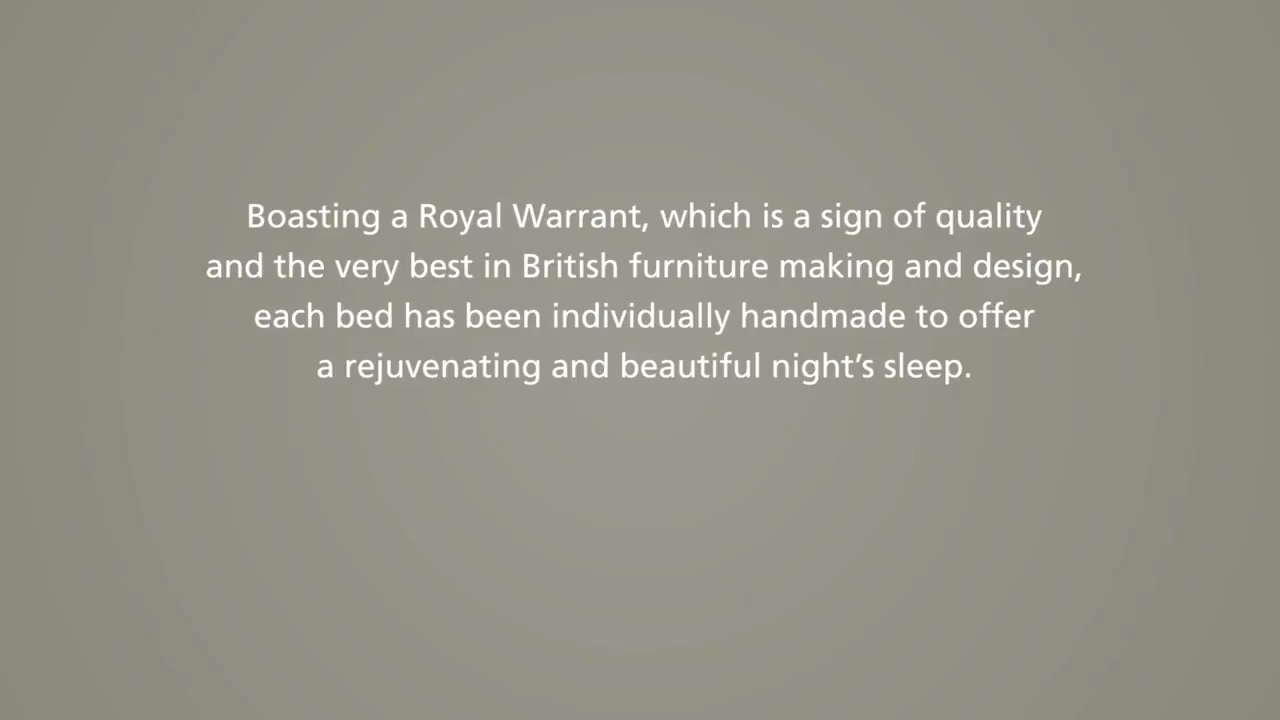 Boasting a Royal Warrant, which is a sign of quality
and the very best in British furniture making and design,
each bed has been individually handmade to offer
a rejuvenating and beautiful night’s sleep.